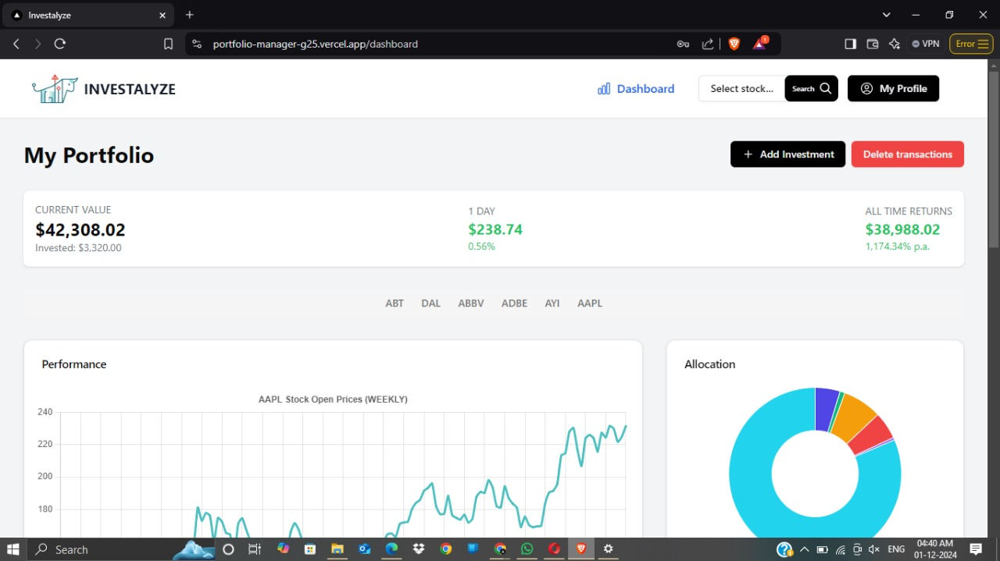 Investalyze
portfolio-manager-g25.vercel.app/dashboard
1
VPN
Error
INVESTALYZE
Dashboard
Select stock...
Search
My Profile
My Portfolio
+ Add Investment
Delete transactions
CURRENT VALUE
$42,308.02
Invested: $3,320.00
1 DAY
$238.74
0.56%
ALL TIME RETURNS
$38,988.02
1,174.34% p.a.
ABT DAL ABBV ADBE AYI AAPL
Performance
AAPL Stock Open Prices (WEEKLY)
240
220
200
180
Allocation
Search
ENG
04:40 AM
01-12-2024